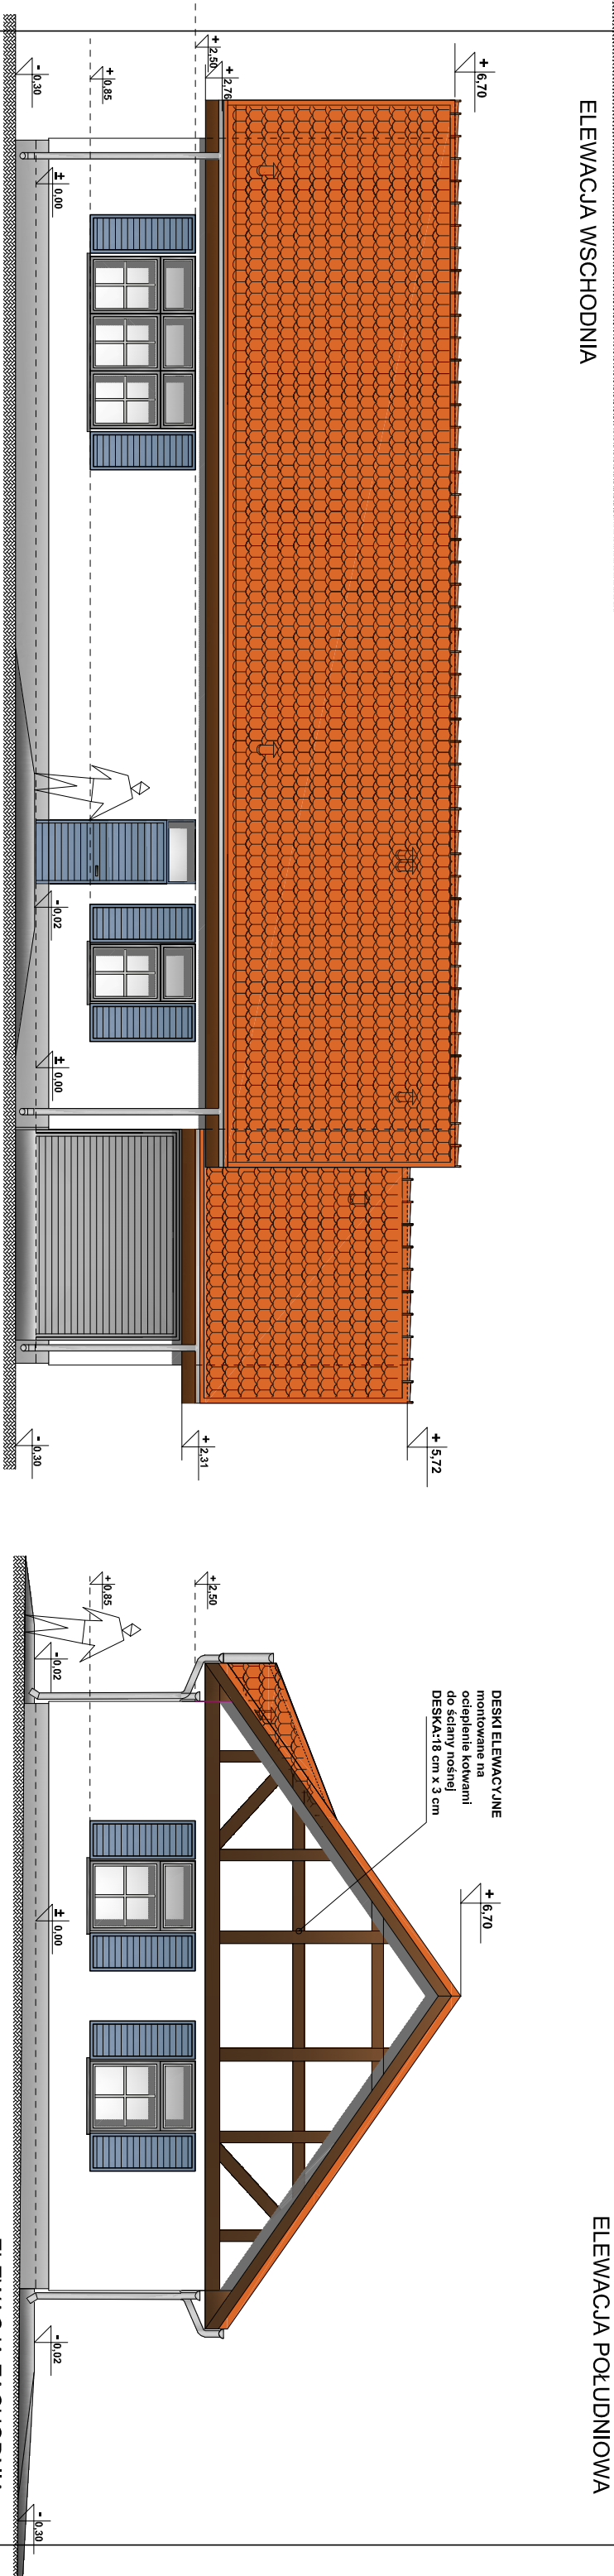 ELEWACJA WSCHODNIA
+ 6,70
+ 2,50
+ 2,76
+ 0,85
- 0,30
± 0,00
- 0,02
± 0,00
+ 5,72
+ 2,31
- 0,30
ELEWACJA POŁUDNIOWA
DESKI ELEWACYJNE
montowane na
ocieplenie kotwami
do ściany nośnej
DESKA:18 cm x 3 cm
+ 6,70
+ 2,50
+ 0,85
- 0,02
± 0,00
- 0,02
- 0,30